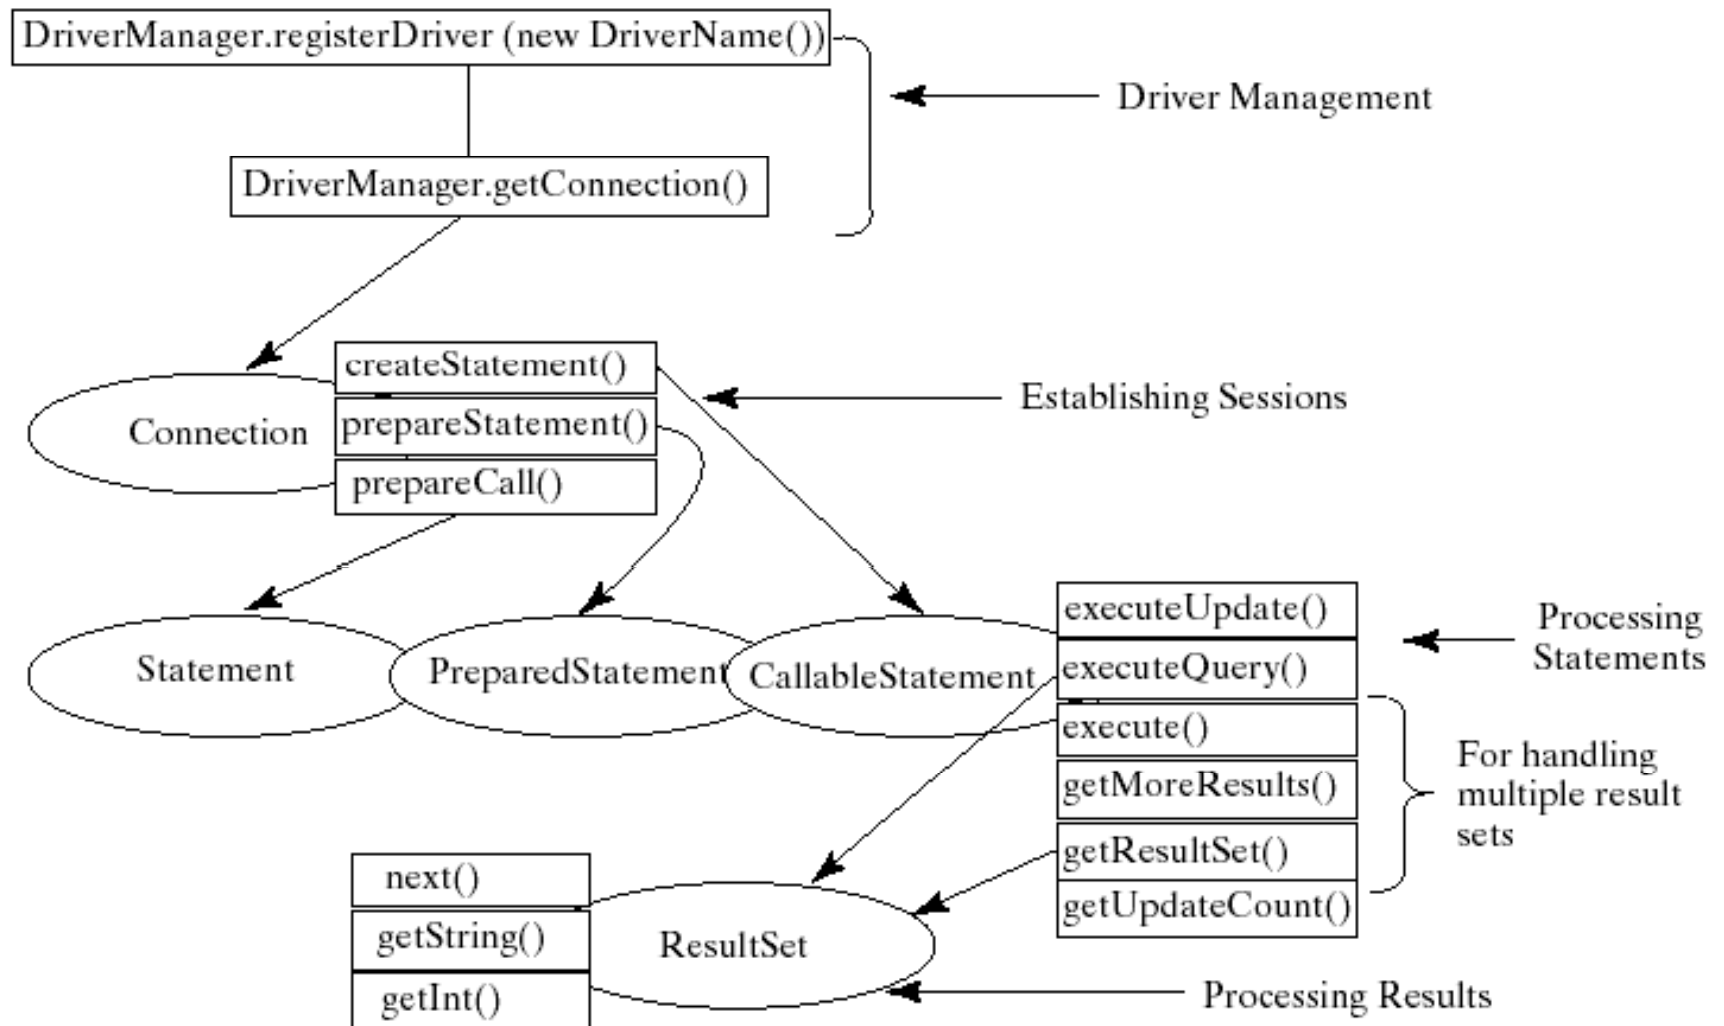 DriverManager.registerDriver (new DriverName())
Driver Management
DriverManager.getConnection()
createStatement()
Establishing Sessions
Connection
prepareStatement()
prepareCall()
executeUpdate()
Processing
Statements
Statement
PreparedStatement
CallableStatement
executeQuery()
execute()
For handling
multiple result
sets
getMoreResults()
getResultSet()
getUpdateCount()
next()
getString()
ResultSet
getInt()
Processing Results